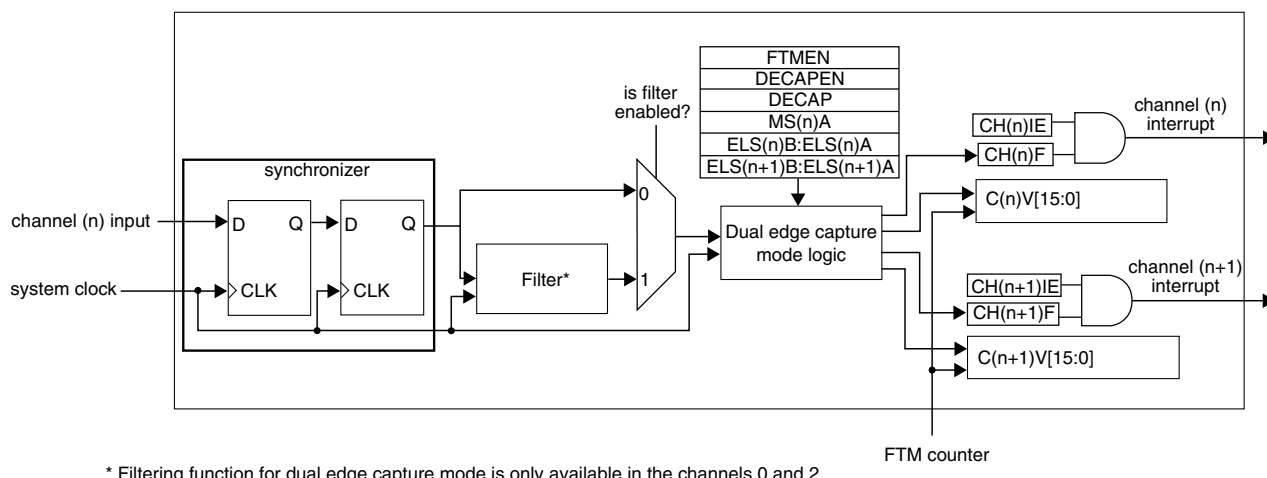 FTMEN
DECAPEN
DECAP
MS(n)A
ELS(n)B:ELS(n)A
ELS(n+1)B:ELS(n+1)A
is filter
enabled?
synchronizer
channel (n) input
system clock
D Q
CLK
D Q
CLK
Filter*
0
1
Dual edge capture
mode logic
CH(n)IE
CH(n)F
channel (n)
interrupt
C(n)V[15:0]
CH(n+1)IE
CH(n+1)F
channel (n+1)
interrupt
C(n+1)V[15:0]
FTM counter
* Filtering function for dual edge capture mode is only available in the channels 0 and 2